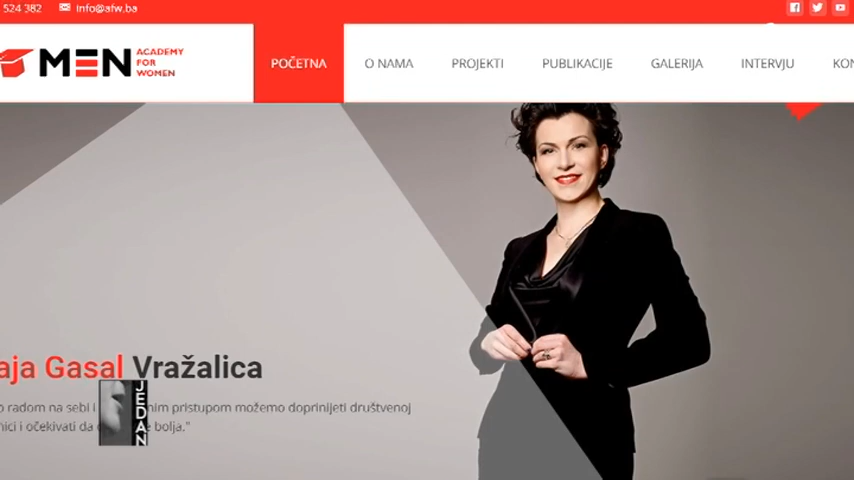 524 382 info@afw.ba
MEN ACADEMY
FOR
WOMEN
POČETNA O NAMA PROJEKTI PUBLIKACIJE GALERIJA INTERVJU KON
aja Gasal Vražalica
o radom na sebi i nim pristupom možemo doprinijeti društvenoj
nici i očekivati da bolja."
JEDAN